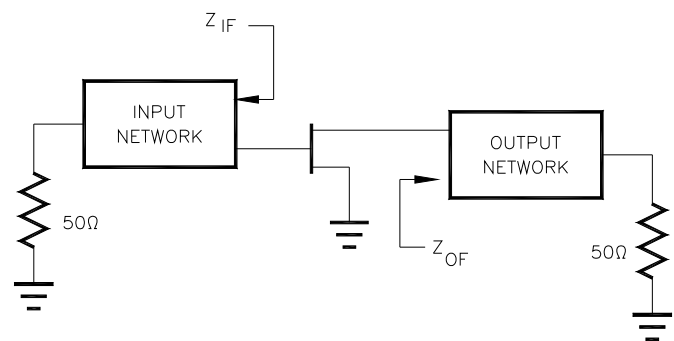 Z IF
INPUT
NETWORK
OUTPUT
NETWORK
50Ω
Z OF
50Ω